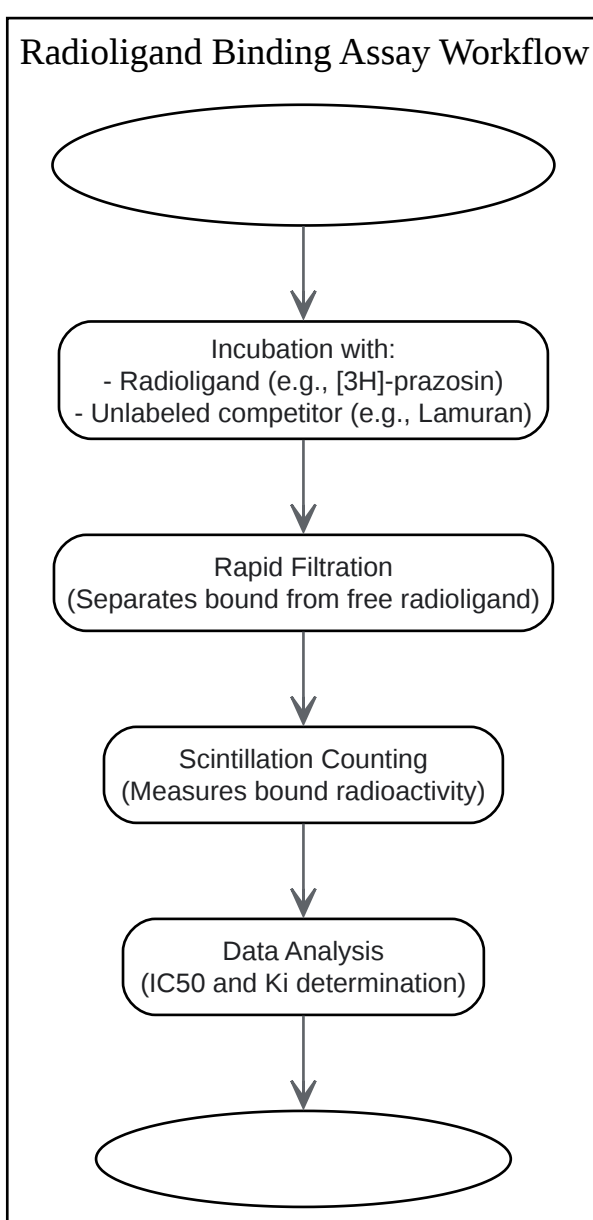 Radioligand Binding Assay Workflow
Incubation with:
- Radioligand (e.g., [3H]-prazosin)
- Unlabeled competitor (e.g., Lamuran)
Rapid Filtration
(Separates bound from free radioligand)
Scintillation Counting
(Measures bound radioactivity)
Data Analysis
(IC50 and Ki determination)